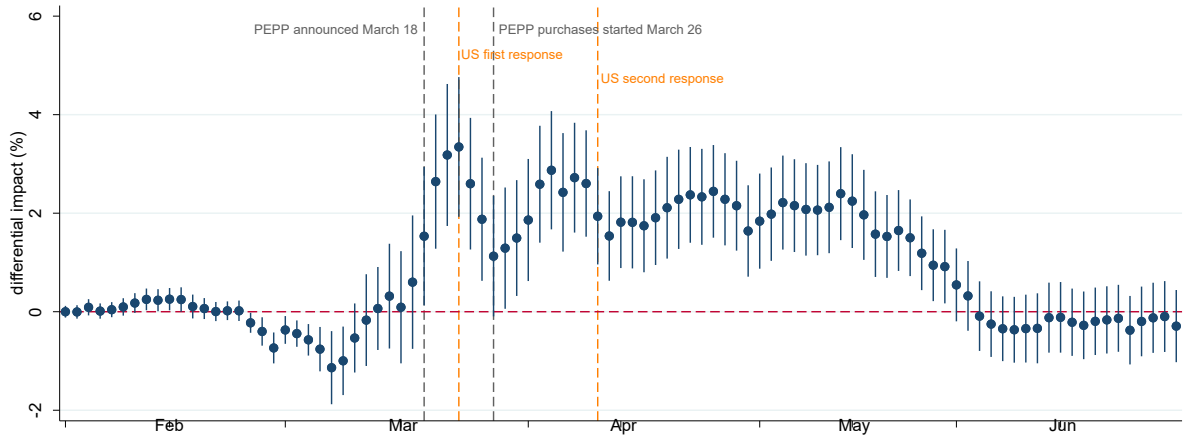 6
PEPP announced March 18
PEPP purchases started March 26
US first response
US second response
4
2
0
-2
differential impact (%)
Feb
Mar
Apr
May
Jun